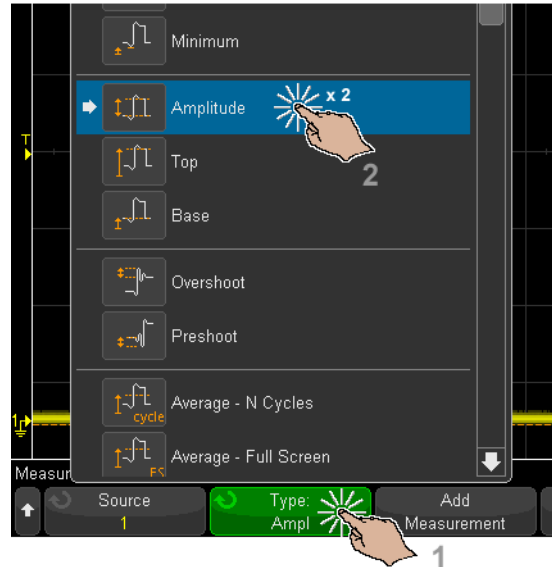 Minimum
Amplitude
x 2
2
T
Top
Base
Overshoot
Preshoot
cycle
Average - N Cycles
FS
Average - Full Screen
1
Measur
Source
1
Type:
Ampl
Add
Measurement
1